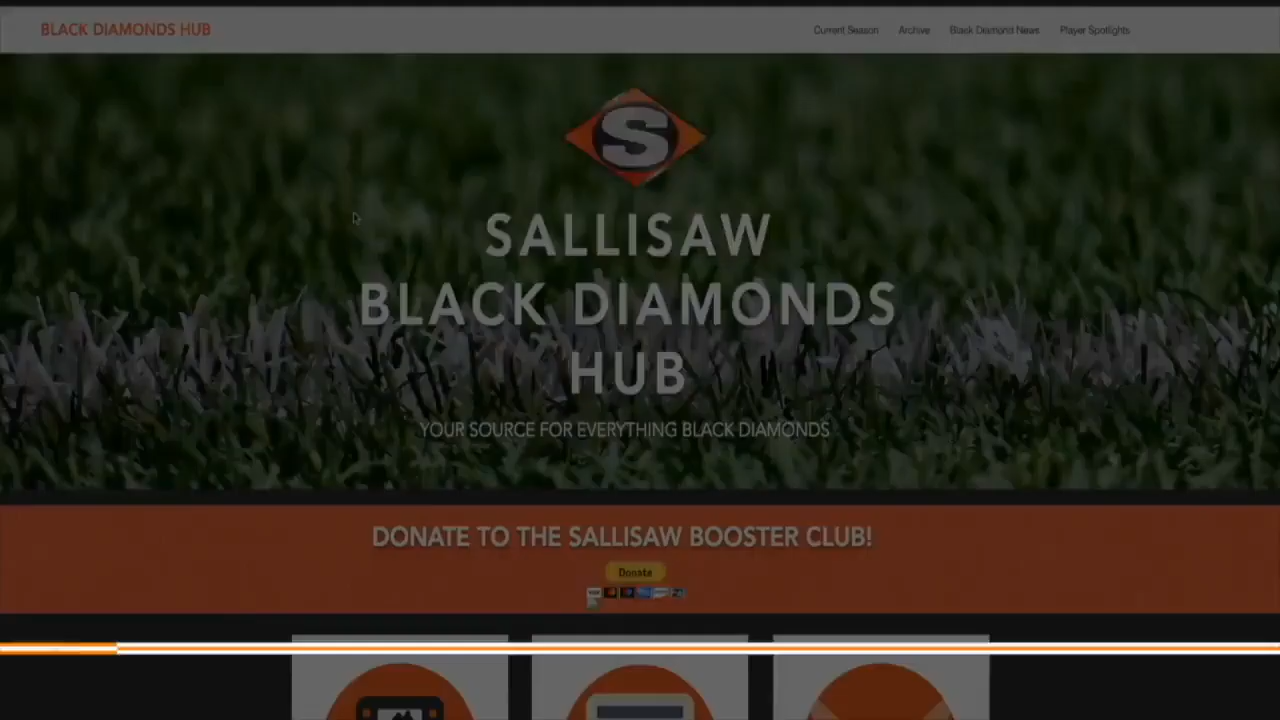 BLACK DIAMONDS HUB
Current Season Archive Black Diamond News Player Spotlights
S
SALLISAW
BLACK DIAMONDS
HUB
YOUR SOURCE FOR EVERYTHING BLACK DIAMONDS
DONATE TO THE SALLISAW BOOSTER CLUB!
Donate
VISA